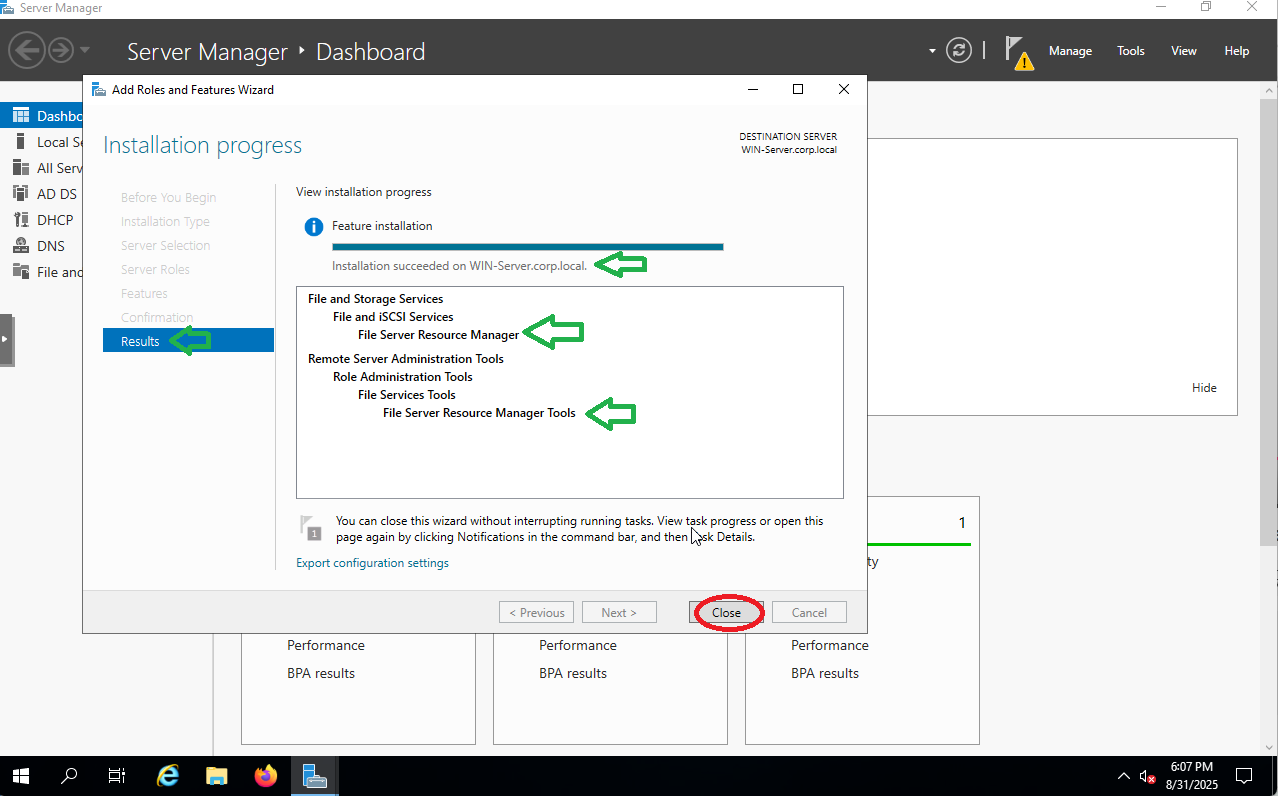 Server Manager
Server Manager • Dashboard
Manage Tools View Help
Add Roles and Features Wizard
Installation progress
DESTINATION SERVER
WIN-Server.corp.local
Dashbo
Local Se
All Serv
AD DS
DHCP
DNS
File and
Before You Begin
Installation Type
Server Selection
Server Roles
Features
Confirmation
Results
View installation progress
Feature installation
Installation succeeded on WIN-Server.corp.local.
File and Storage Services
File and iSCSI Services
File Server Resource Manager
Remote Server Administration Tools
Role Administration Tools
File Services Tools
File Server Resource Manager Tools
1
You can close this wizard without interrupting running tasks. View task progress or open this
page again by clicking Notifications in the command bar, and then Task Details.
Export configuration settings
< Previous Next > Close Cancel
Hide
1
ty
Performance Performance Performance
BPA results BPA results BPA results
6:07 PM
8/31/2025